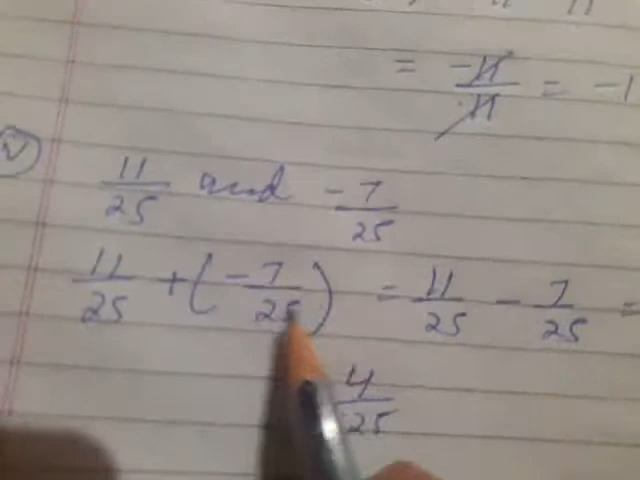 = -11/11 = -1
v
11/25 and -7/25
11/25 + (-7/25) = 11/25 - 7/25 =
4/25